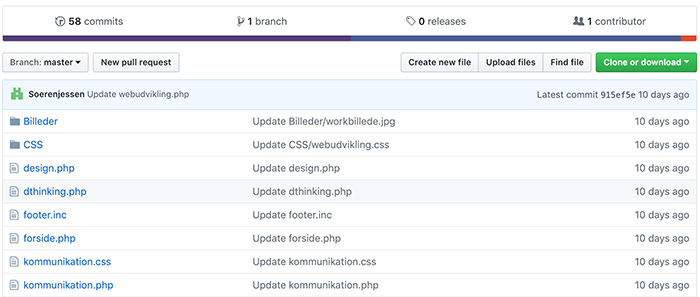 58 commits 1 branch 0 releases 1 contributor
Branch: master New pull request Create new file Upload files Find file Clone or download
Soerenjessen Update webudvikling.php Latest commit 915ef5e 10 days ago
Billeder Update Billeder/workbillede.jpg 10 days ago
CSS Update CSS/webudvikling.css 10 days ago
design.php Update design.php 10 days ago
dthinking.php Update dthinking.php 10 days ago
footer.inc Update footer.inc 10 days ago
forside.php Update forside.php 10 days ago
kommunikation.css Update kommunikation.css 10 days ago
kommunikation.php Update kommunikation.php 10 days ago